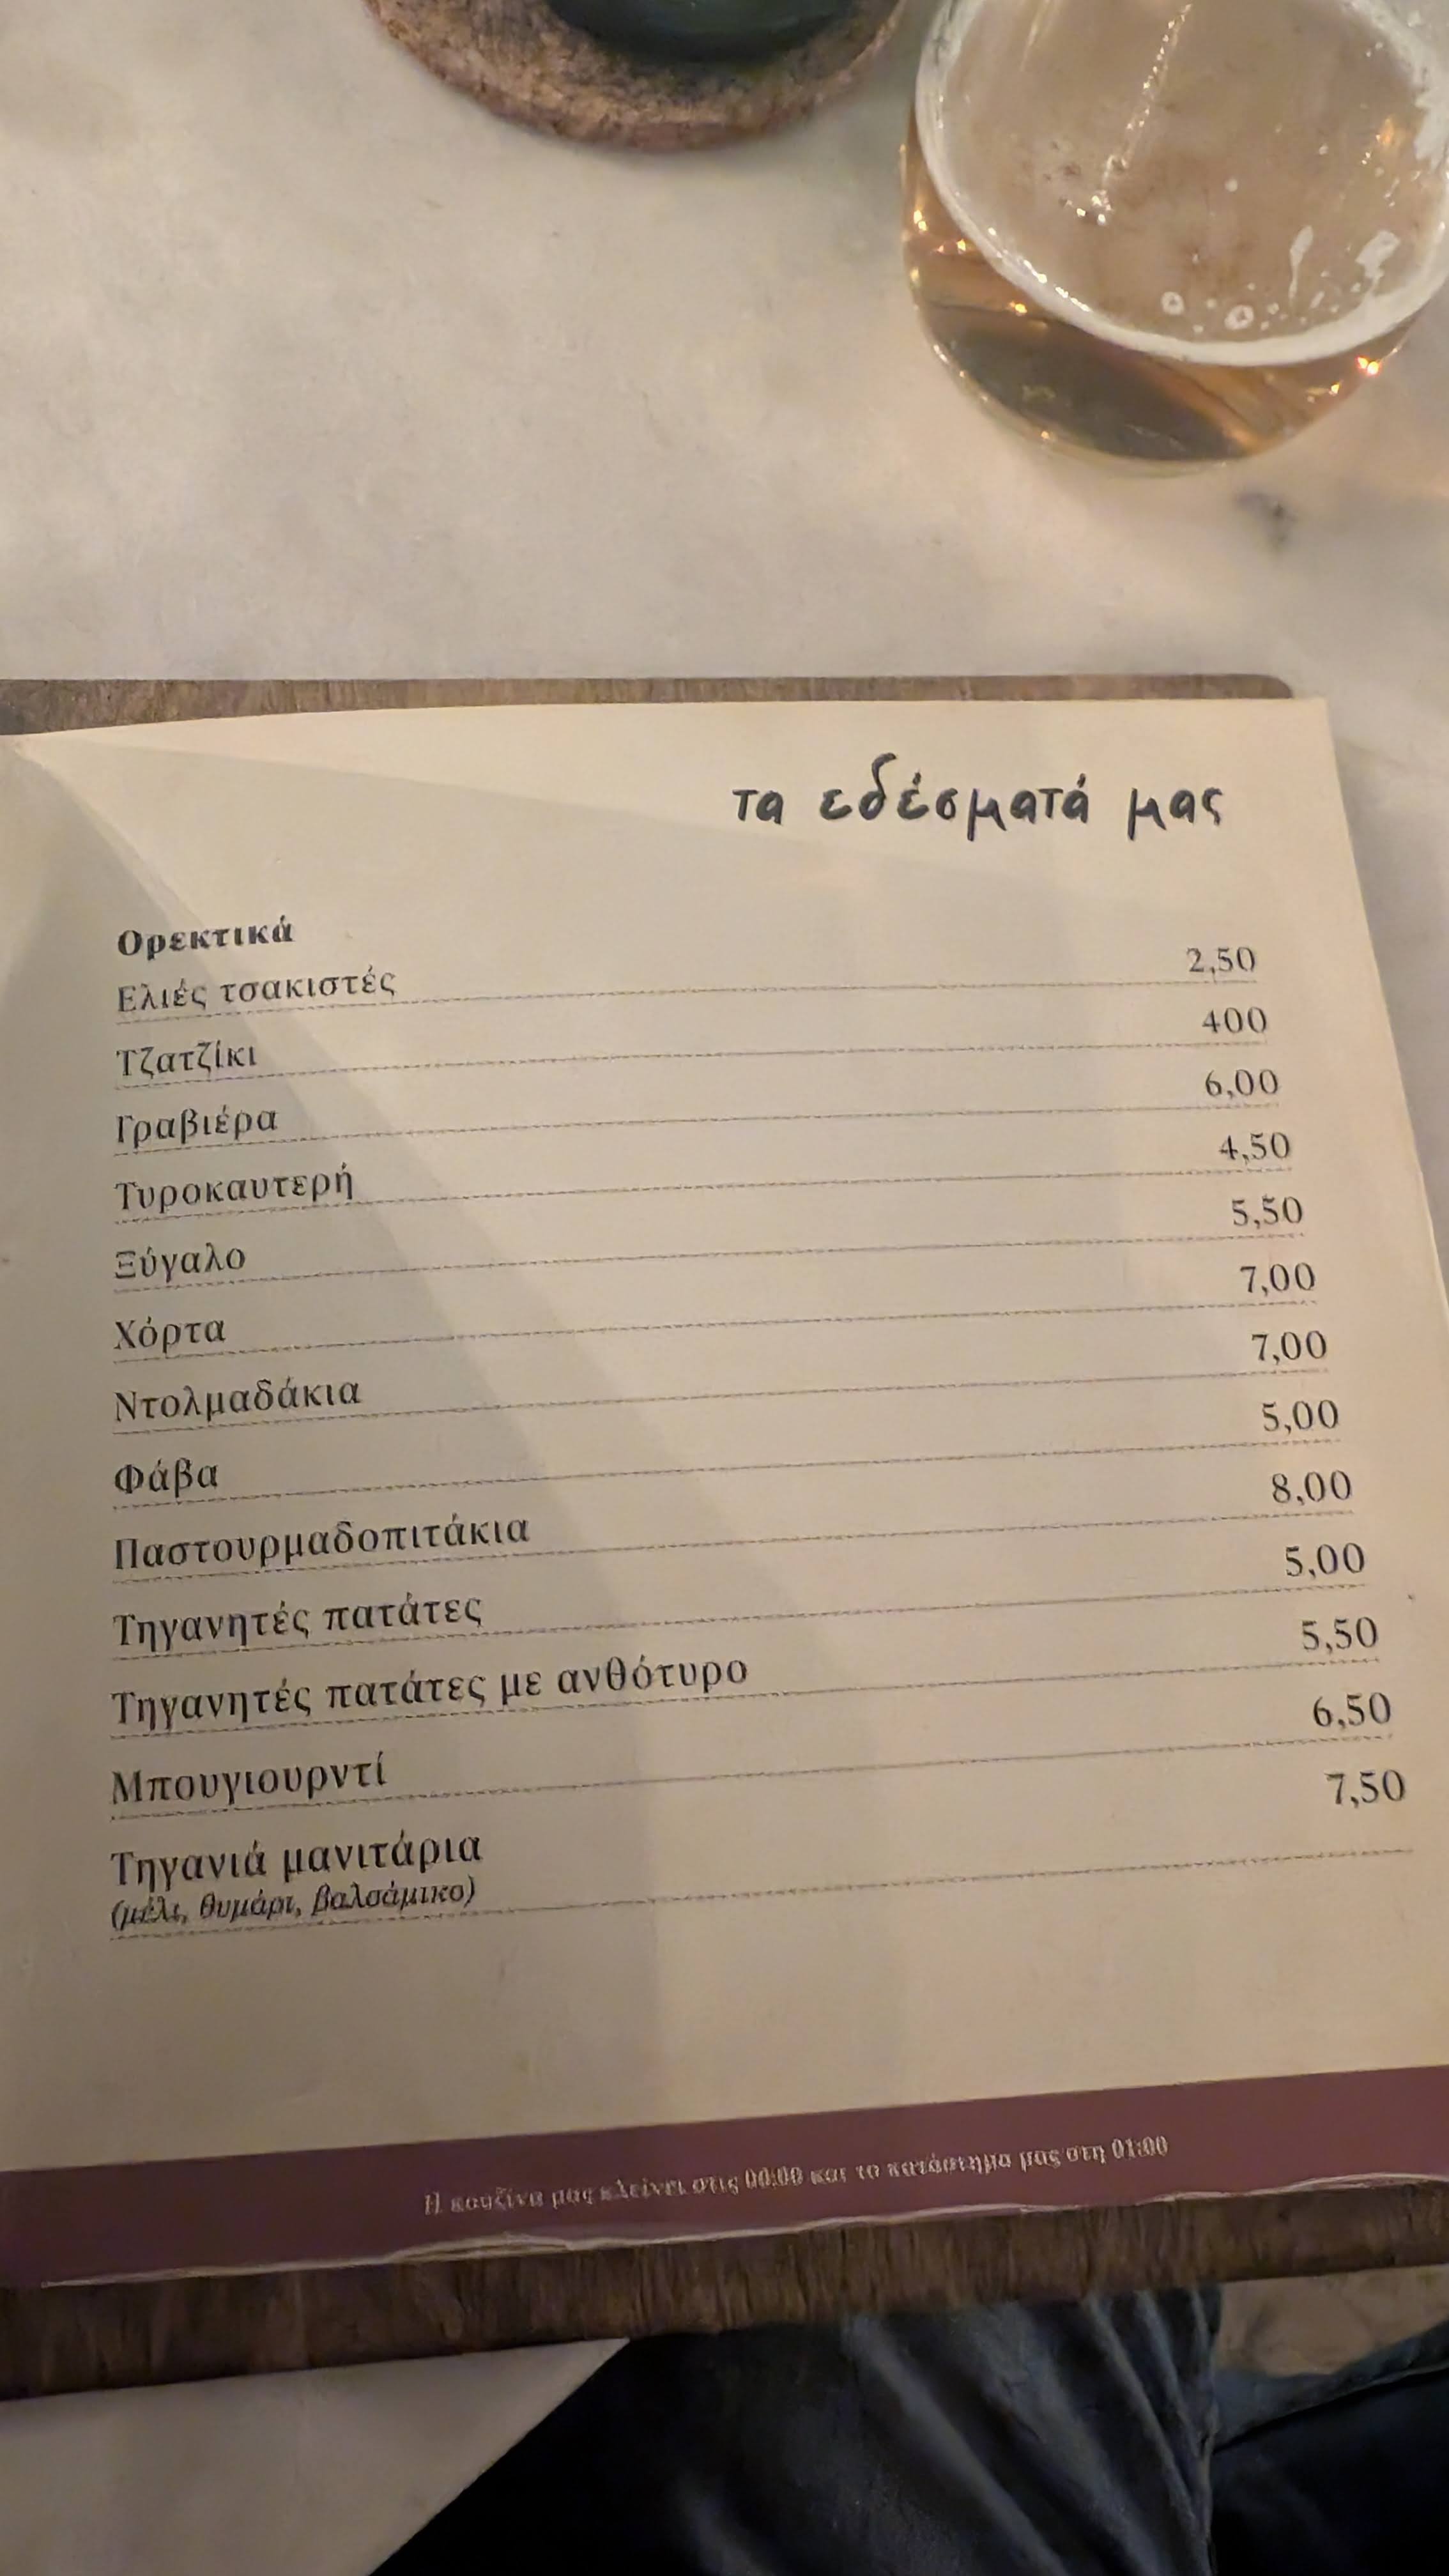 τα εδέσματά μας
Ορεκτικά
Ελιές τσακιστές 2,50
Τζατζίκι 400
Γραβιέρα 6,00
Τυροκαυτερή 4,50
Ξύγαλο 5,50
Χόρτα 7,00
Ντολμαδάκια 7,00
Φάβα 5,00
Παστουρμαδοπιτάκια 8,00
Τηγανητές πατάτες 5,00
Τηγανητές πατάτες με ανθότυρο 5,50
Μπουγιουρντί 6,50
Τηγανιά μανιτάρια 7,50
(μέλι, θυμάρι, βαλσάμικο)
Η κουζίνα μας κλείνει στις 00:00 και το κατάστημα μας στη 01:00